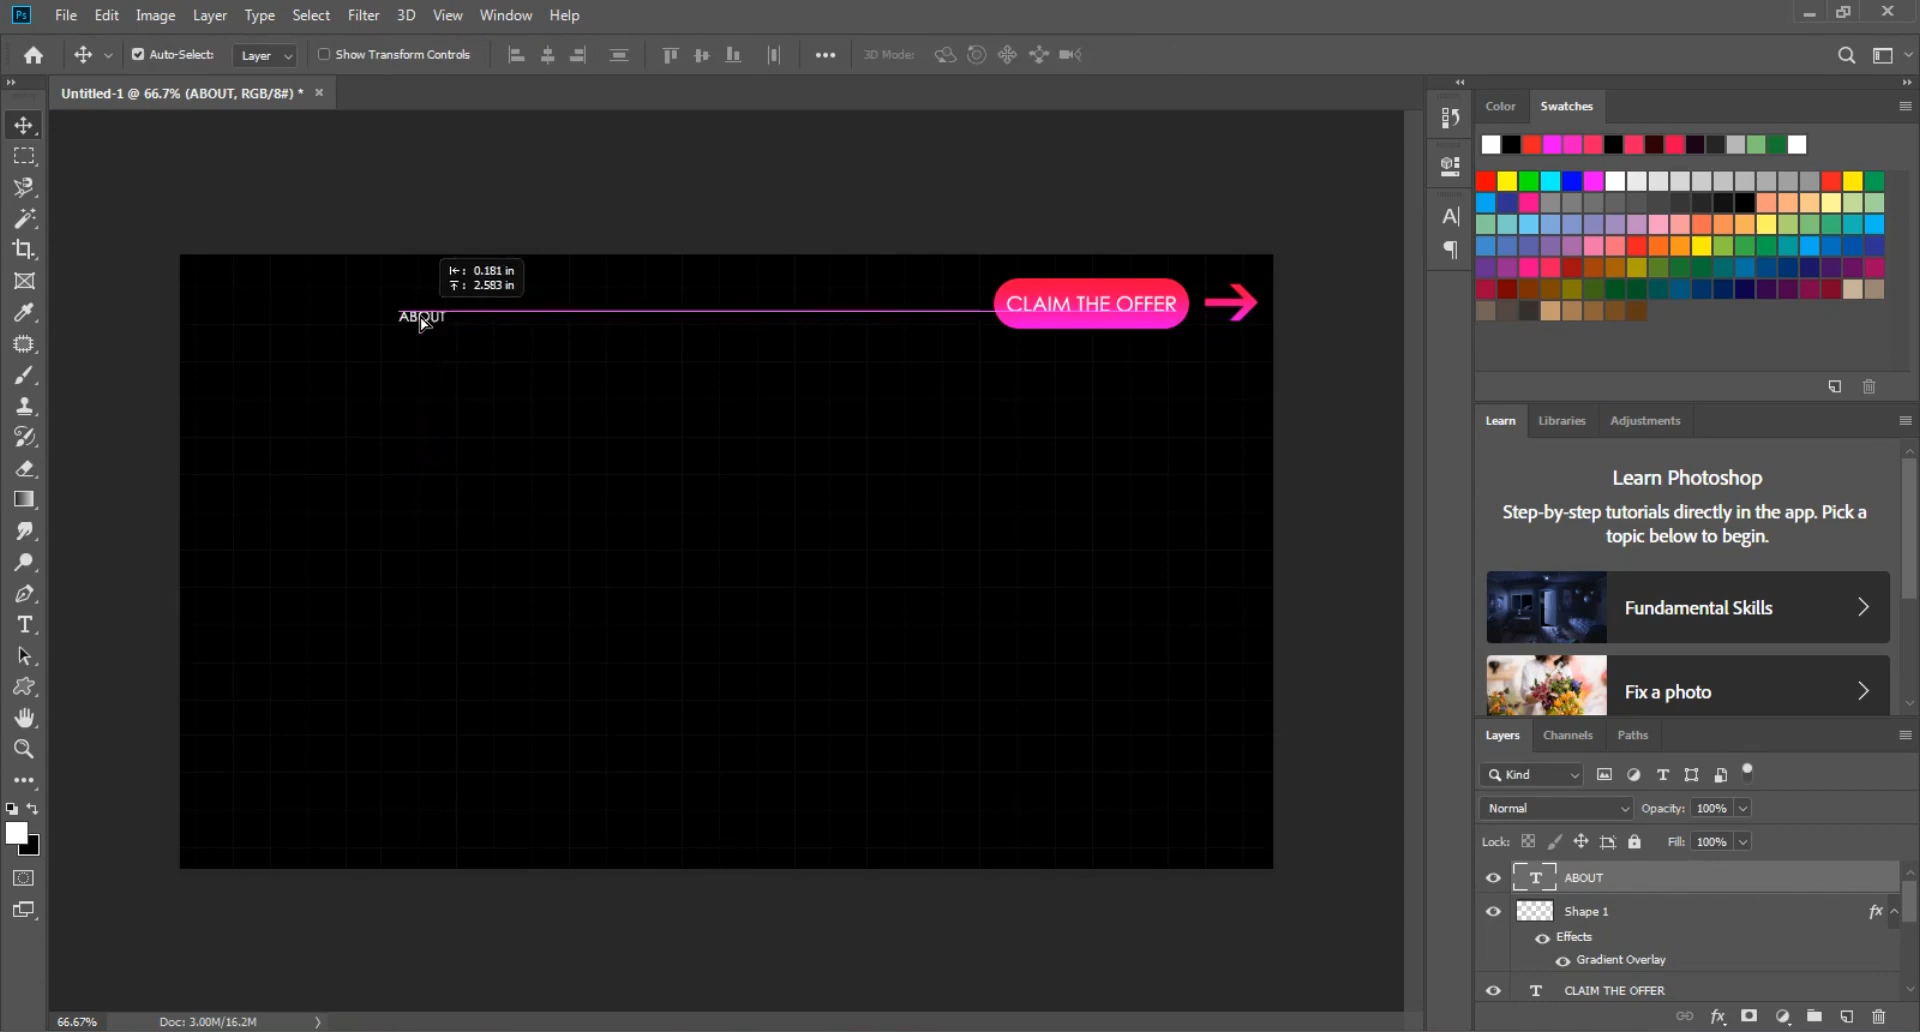 Ps File Edit Image Layer Type Select Filter 3D View Window Help
Auto-Select: Layer Show Transform Controls 3D Mode:
Untitled-1 @ 66.7% (ABOUT, RGB/8#) *
Color Swatches
0.181 in
2.583 in
CLAIM THE OFFER
ABOUT
Learn Libraries Adjustments
Learn Photoshop
Step-by-step tutorials directly in the app. Pick a
topic below to begin.
Fundamental Skills
Fix a photo
Layers Channels Paths
Kind
Normal Opacity: 100%
Lock: Fill: 100%
T ABOUT
Shape 1 fx
Effects
Gradient Overlay
T CLAIM THE OFFER
66.67% Doc: 3.00M/16.2M
fx